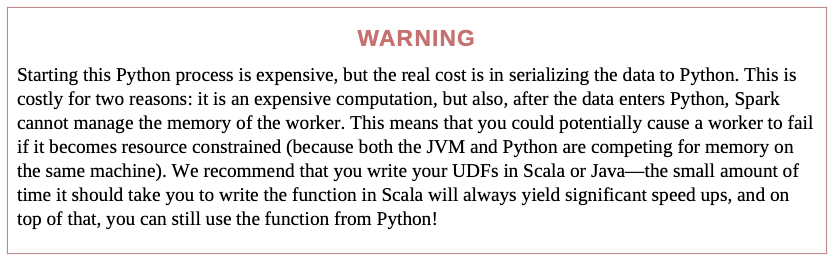 WARNING
Starting this Python process is expensive, but the real cost is in serializing the data to Python. This is
costly for two reasons: it is an expensive computation, but also, after the data enters Python, Spark
cannot manage the memory of the worker. This means that you could potentially cause a worker to fail
if it becomes resource constrained (because both the JVM and Python are competing for memory on
the same machine). We recommend that you write your UDFs in Scala or Java—the small amount of
time it should take you to write the function in Scala will always yield significant speed ups, and on
top of that, you can still use the function from Python!